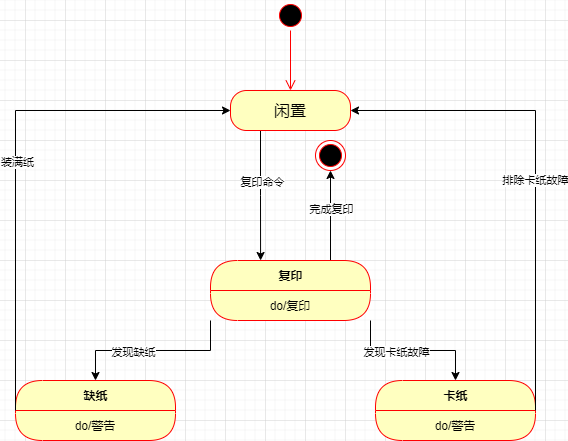 闲置
装满纸
复印命令
排除卡纸故障
完成复印
复印
do/复印
发现缺纸
发现卡纸故障
缺纸
do/警告
卡纸
do/警告